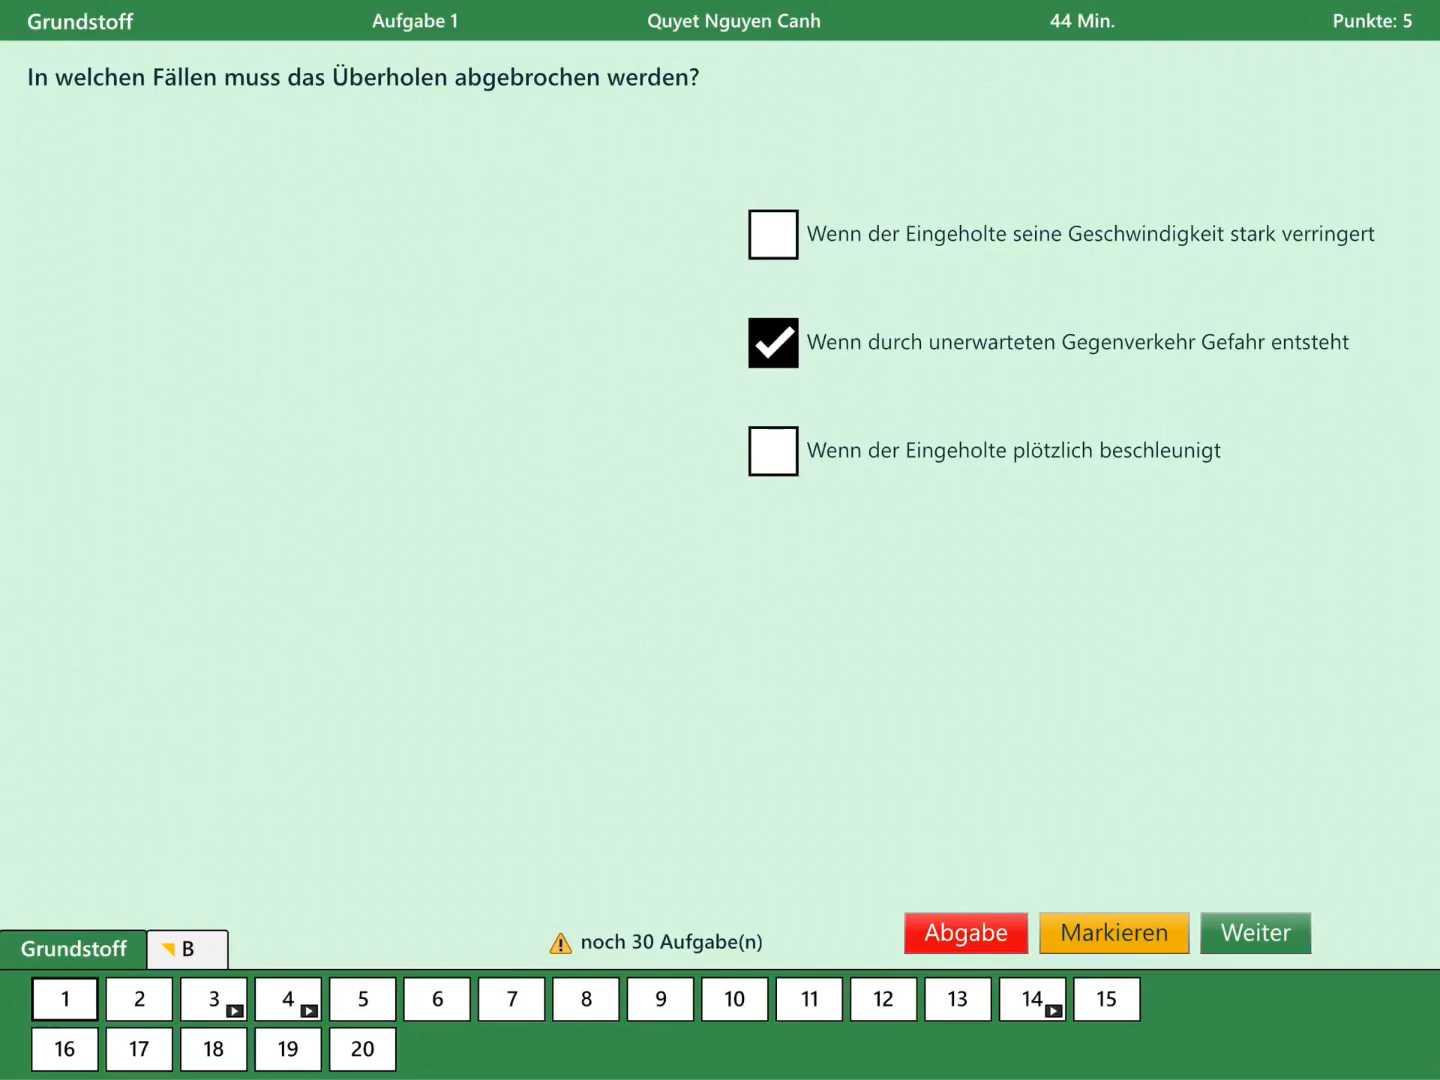 Grundstoff Aufgabe 1 Quyet Nguyen Canh 44 Min. Punkte: 5
In welchen Fällen muss das Überholen abgebrochen werden?
Wenn der Eingeholte seine Geschwindigkeit stark verringert
Wenn durch unerwarteten Gegenverkehr Gefahr entsteht
Wenn der Eingeholte plötzlich beschleunigt
Grundstoff B noch 30 Aufgabe(n) Abgabe Markieren Weiter
1 2 3 4 5 6 7 8 9 10 11 12 13 14 15
16 17 18 19 20